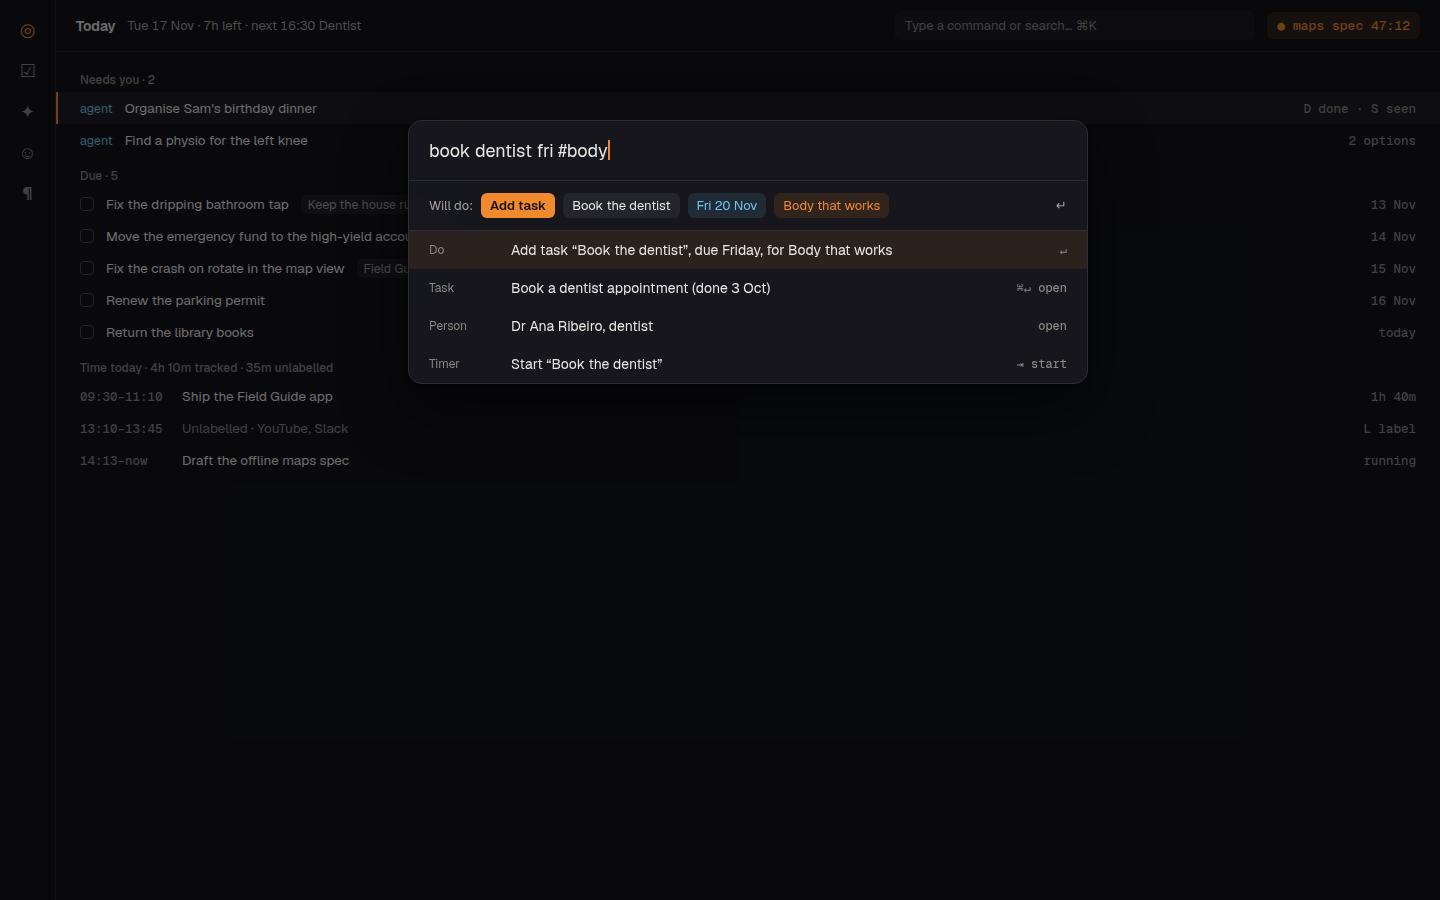 Today Tue 17 Nov · 7h left · next 16:30 Dentist Type a command or search... ⌘K ● maps spec 47:12
Needs you · 2
agent Organise Sam's birthday dinner D done · S seen
agent Find a physio for the left knee 2 options
Due · 5
Fix the dripping bathroom tap Keep the house ru 13 Nov
Move the emergency fund to the high-yield accou 14 Nov
Fix the crash on rotate in the map view Field Gu 15 Nov
Renew the parking permit 16 Nov
Return the library books today
Time today · 4h 10m tracked · 35m unlabelled
09:30–11:10 Ship the Field Guide app 1h 40m
13:10–13:45 Unlabelled · YouTube, Slack L label
14:13–now Draft the offline maps spec running
book dentist fri #body
Will do: Add task Book the dentist Fri 20 Nov Body that works ↵
Do Add task “Book the dentist”, due Friday, for Body that works ↵
Task Book a dentist appointment (done 3 Oct) ⌘↵ open
Person Dr Ana Ribeiro, dentist open
Timer Start “Book the dentist” ⇥ start